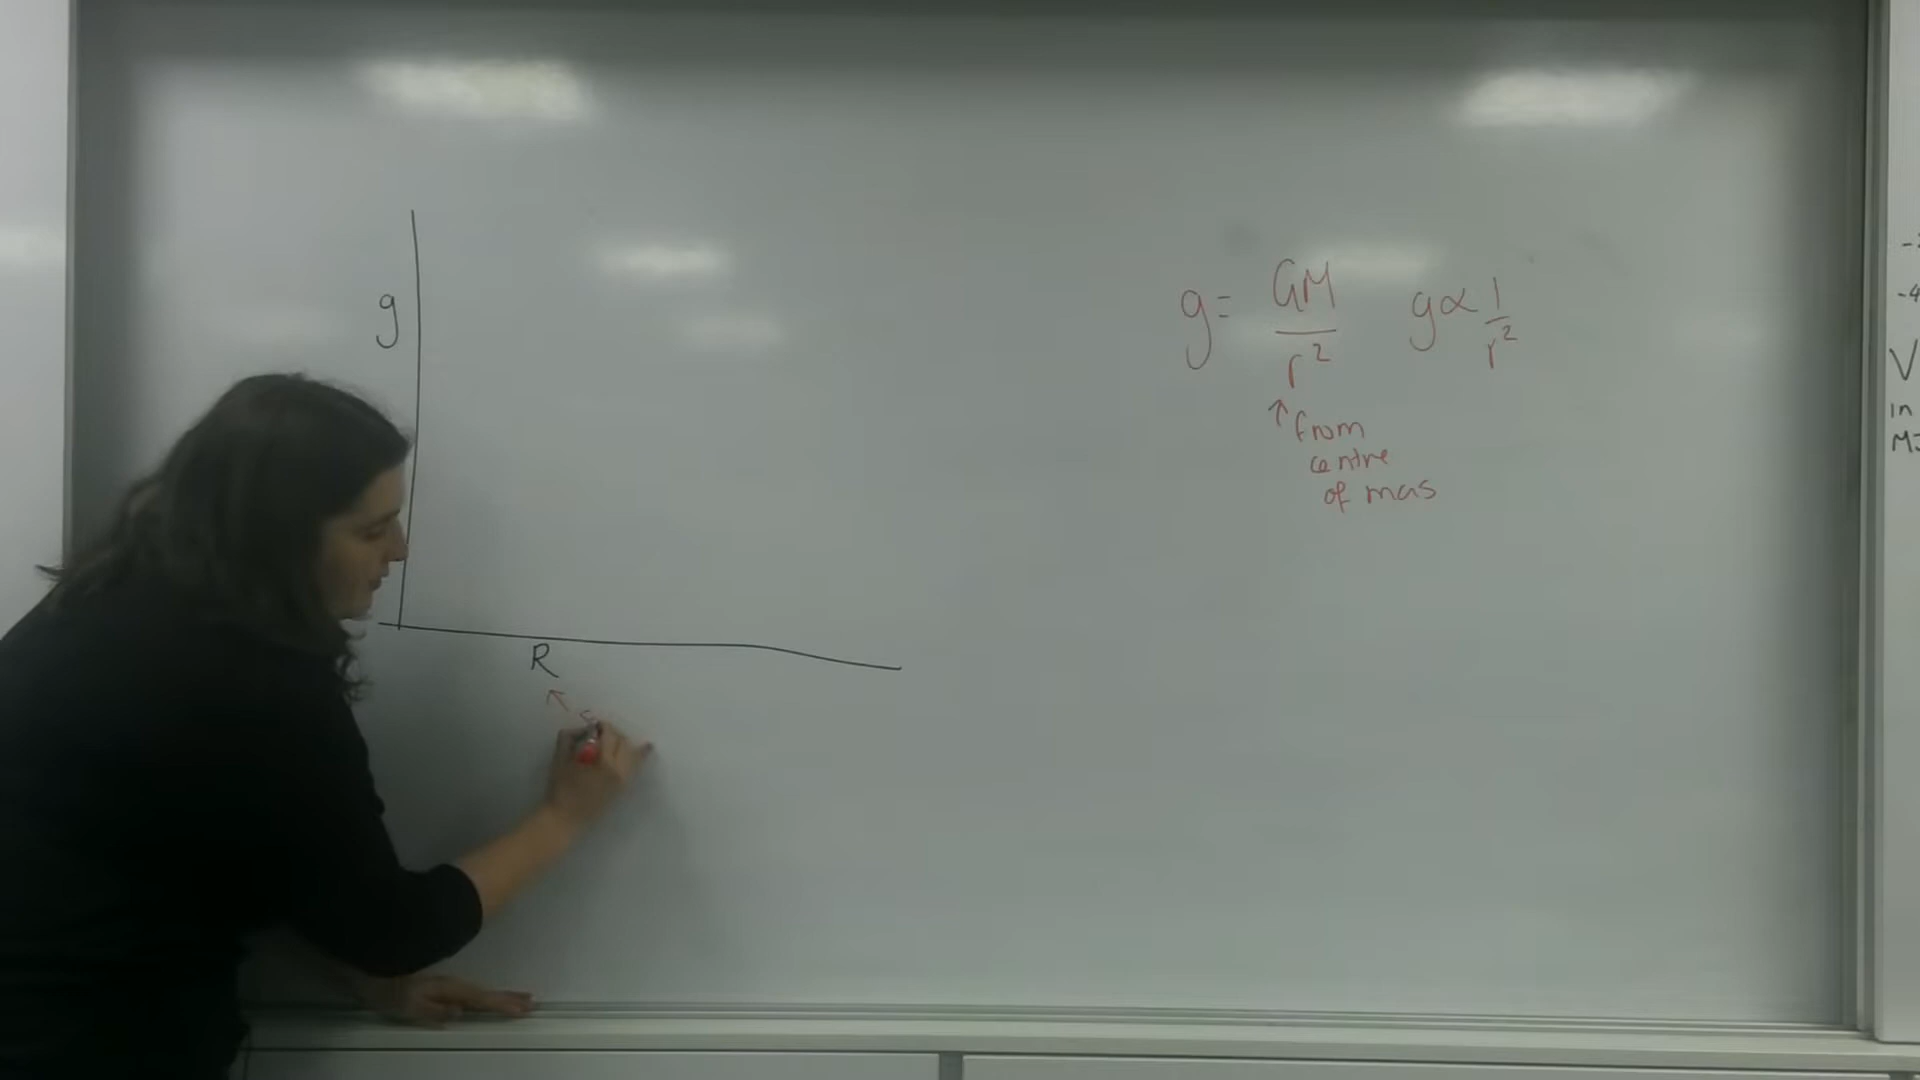 g
R
g = GM / r²
g ∝ 1 / r²
↑ from
centre
of mas
V
in